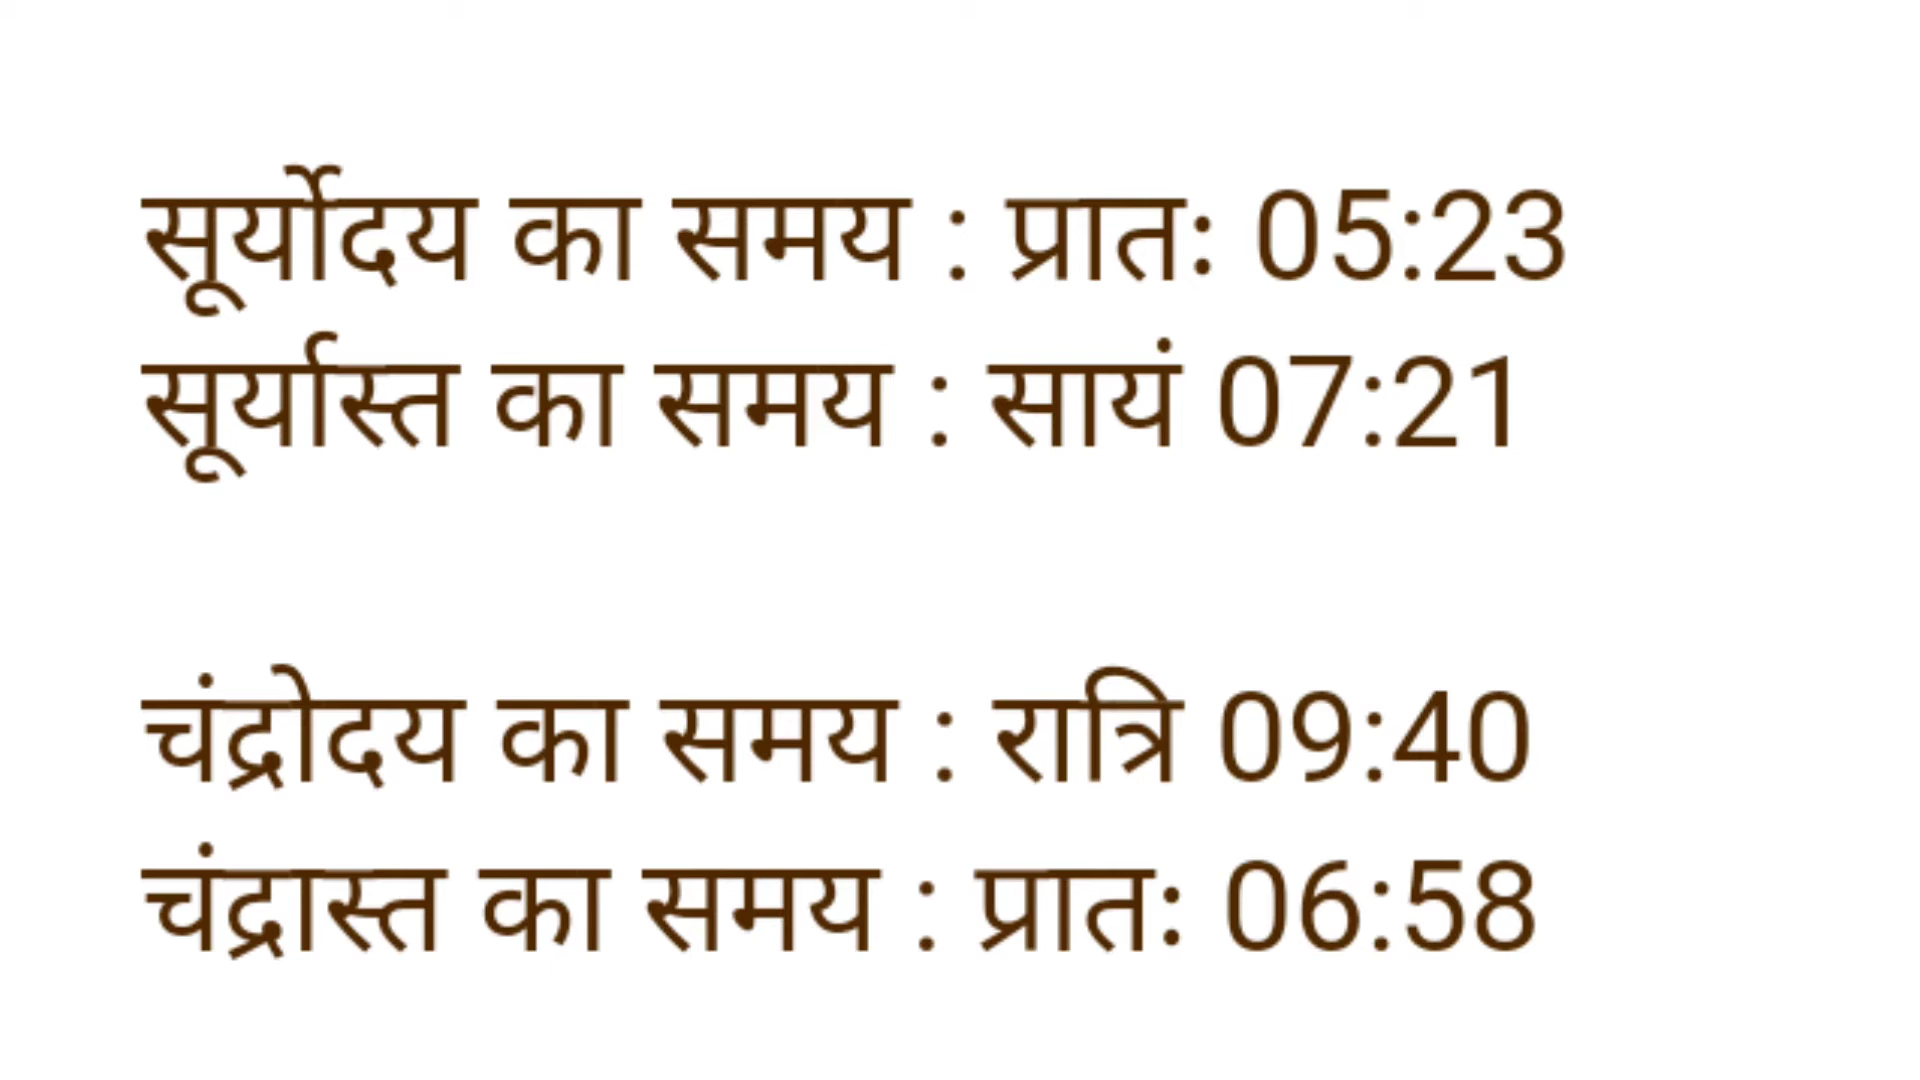 सूर्योदय का समय : प्रातः 05:23
सूर्यास्त का समय : सायं 07:21
चंद्रोदय का समय : रात्रि 09:40
चंद्रास्त का समय : प्रातः 06:58